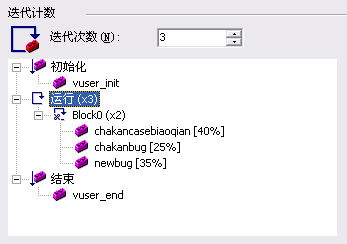 迭代计数
迭代次数(N): 3
初始化
vuser_init
运行 (x3)
Block0 (x2)
chakancasebiaoqian [40%]
chakanbug [25%]
newbug [35%]
结束
vuser_end